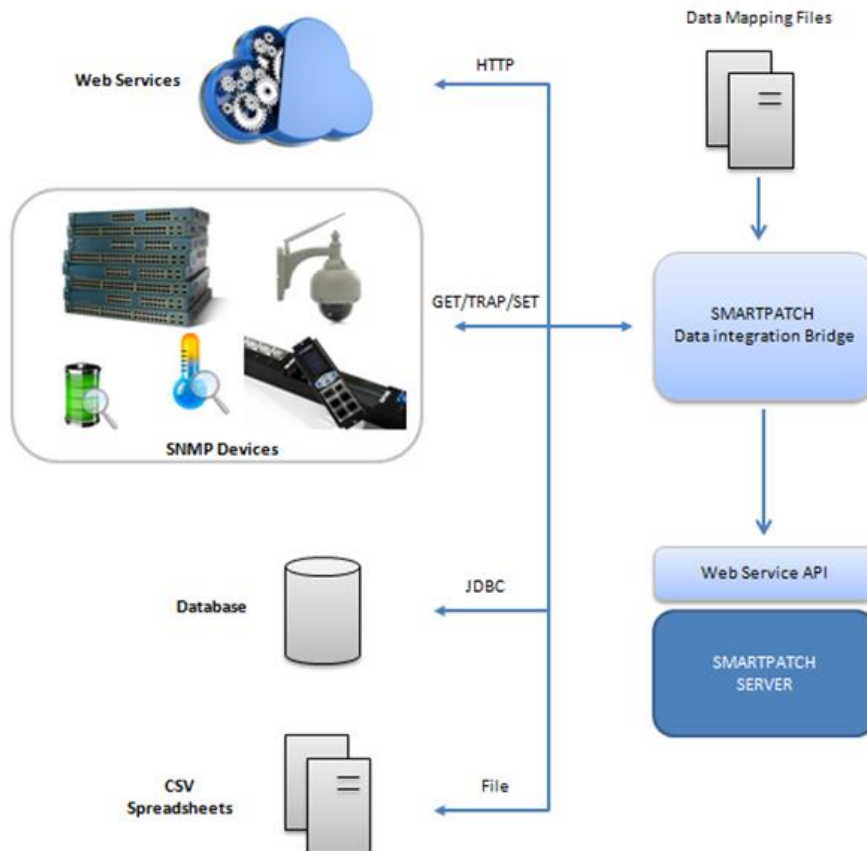 Data Mapping Files
Web Services
HTTP
GET/TRAP/SET
SMARTPATCH
Data integration Bridge
SNMP Devices
Web Service API
Database
JDBC
SMARTPATCH
SERVER
CSV
Spreadsheets
File